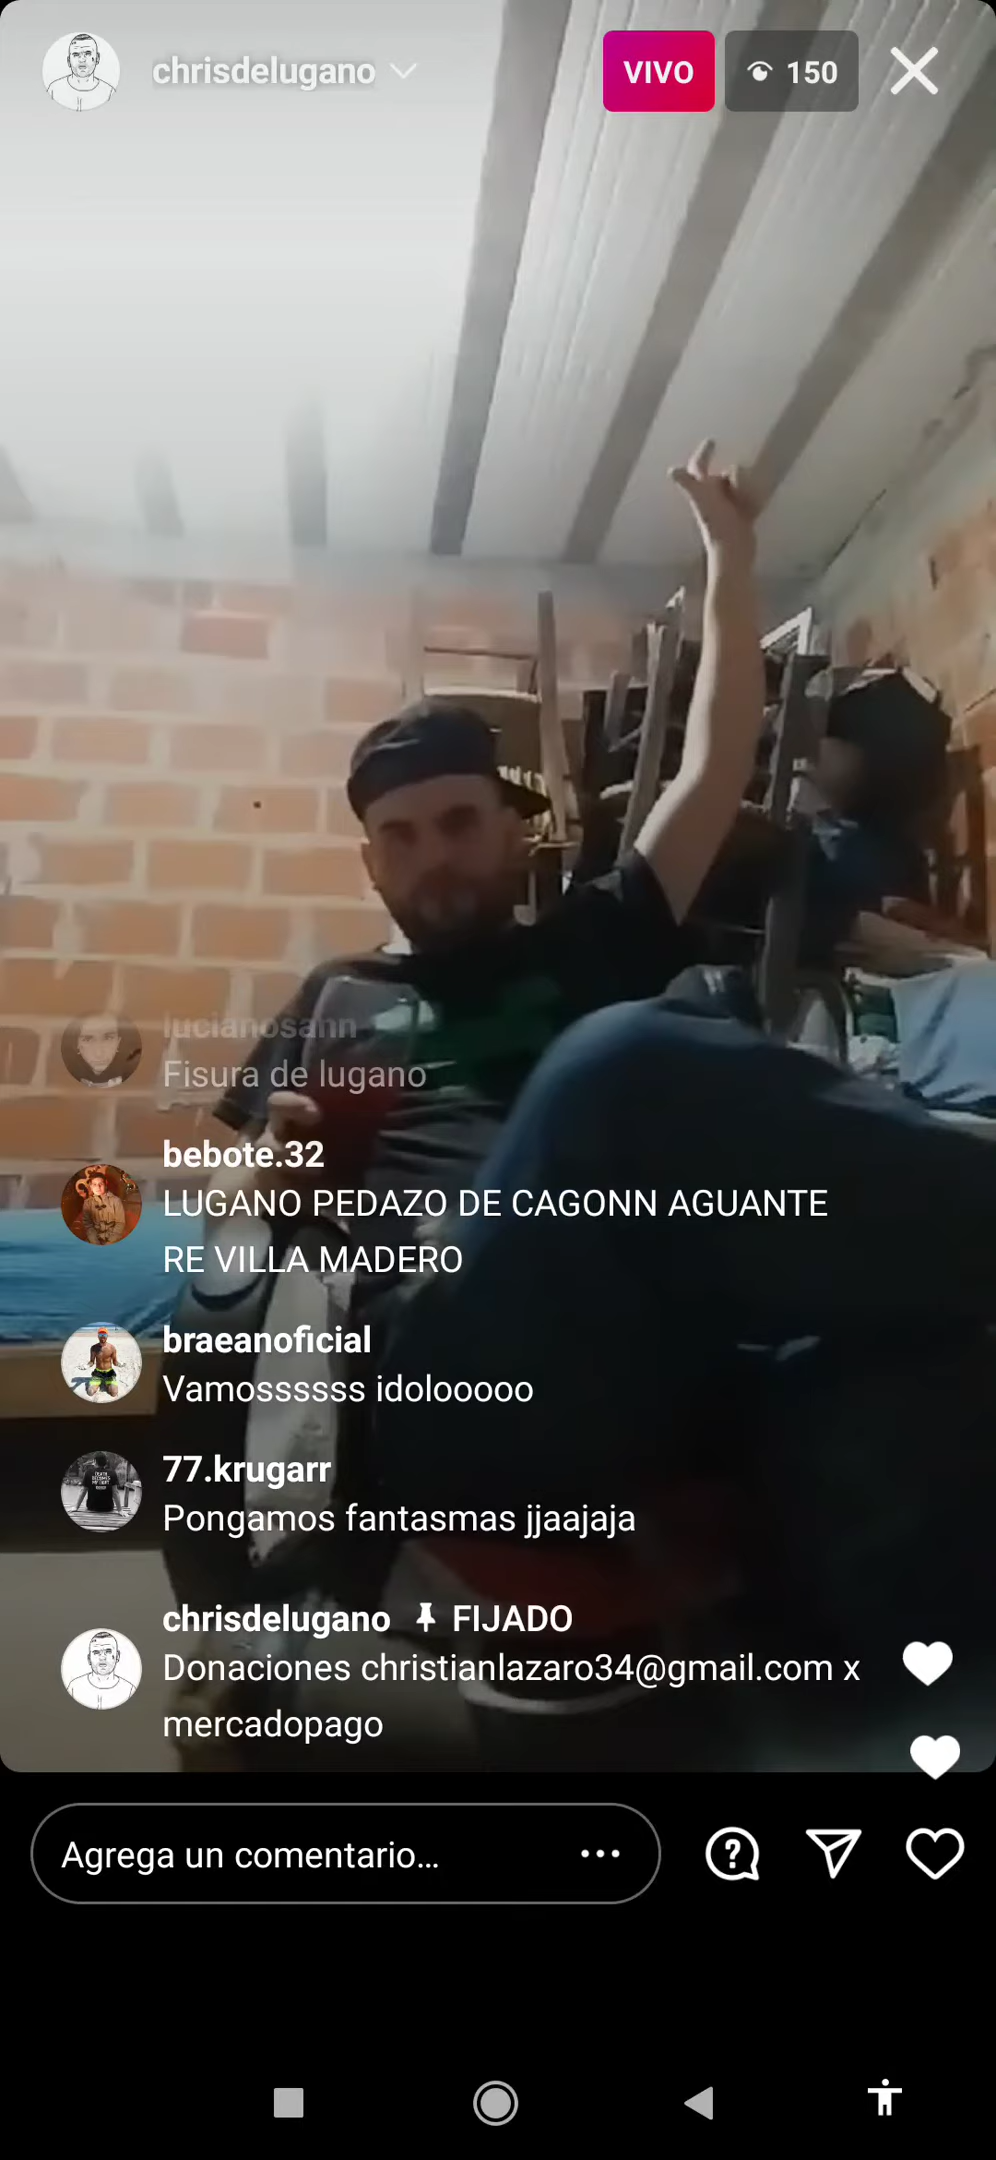 chrisdelugano
VIVO
150
lucianosann
Fisura de lugano
bebote.32
LUGANO PEDAZO DE CAGONN AGUANTE
RE VILLA MADERO
braeanoficial
Vamossssss idolooooo
77.krugarr
Pongamos fantasmas jjaajaja
chrisdelugano FIJADO
Donaciones christianlazaro34@gmail.com x
mercadopago
Agrega un comentario...